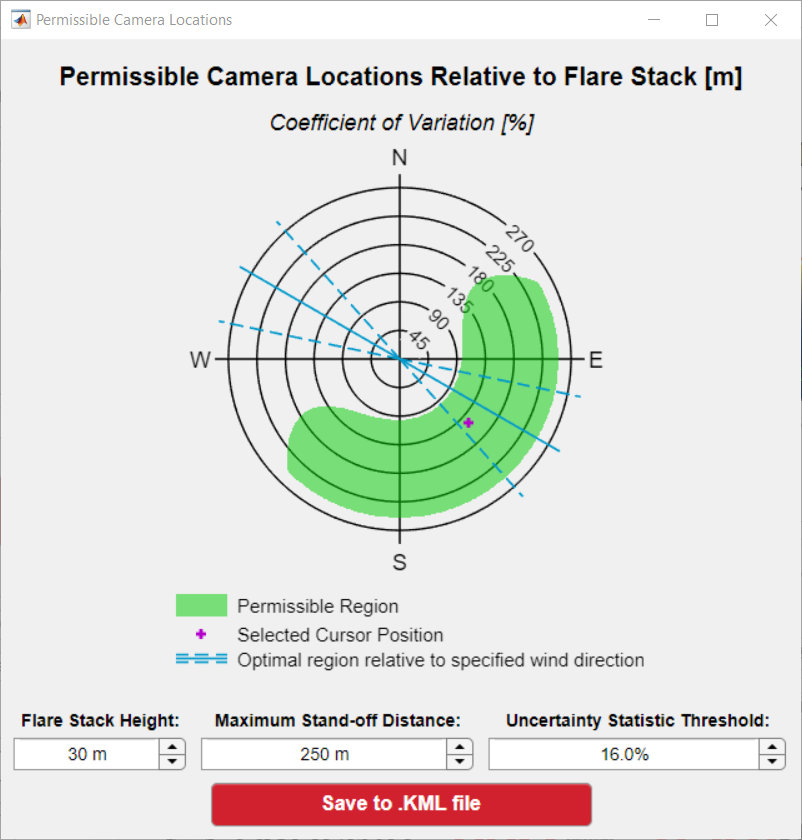 Permissible Camera Locations
Permissible Camera Locations Relative to Flare Stack [m]
Coefficient of Variation [%]
N
270
225
180
135
90
45
W
E
S
Permissible Region
Selected Cursor Position
Optimal region relative to specified wind direction
Flare Stack Height: Maximum Stand-off Distance: Uncertainty Statistic Threshold:
30 m 250 m 16.0%
Save to .KML file